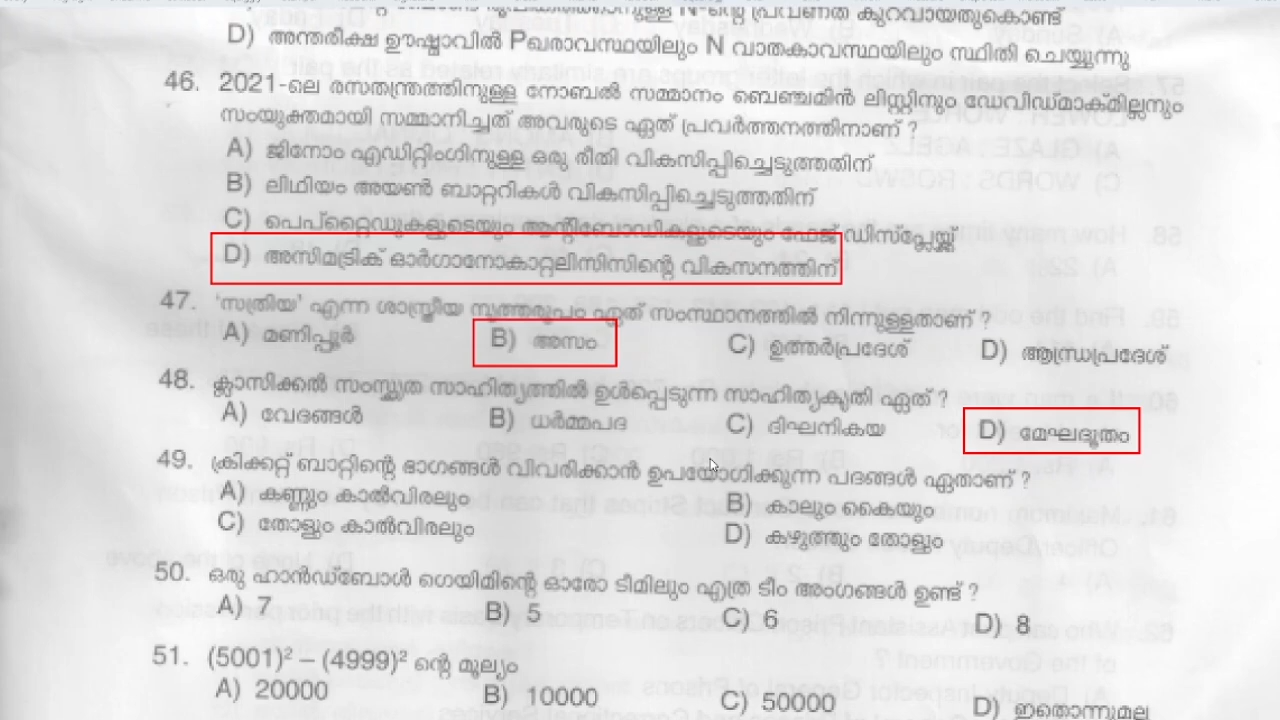 പ്രവണത കുറവായതുകൊണ്ട്
D) അന്തരീക്ഷ ഊഷ്മാവിൽ Pഖരാവസ്ഥയിലും N വാതകാവസ്ഥയിലും സ്ഥിതി ചെയ്യുന്നു
46. 2021-ലെ രസതന്ത്രത്തിനുള്ള നോബൽ സമ്മാനം ബെഞ്ചമിൻ ലിസ്റ്റിനും ഡേവിഡ്മാക്മില്ലനും
സംയുക്തമായി സമ്മാനിച്ചത് അവരുടെ ഏത് പ്രവർത്തനത്തിനാണ് ?
A) ജിനോം എഡിറ്റിംഗിനുള്ള ഒരു രീതി വികസിപ്പിച്ചെടുത്തതിന്
B) ലിഥിയം അയൺ ബാറ്ററികൾ വികസിപ്പിച്ചെടുത്തതിന്
C) പെപ്റ്റൈഡുകളുടെയും ആന്റിബോഡികളുടെയും ഫേജ് ഡിസ്പ്ലേയ്ക്ക്
D) അസിമട്രിക് ഓർഗാനോകാറ്റലിസിസിന്റെ വികസനത്തിന്
47. 'സത്രിയ' എന്ന ശാസ്ത്രീയ നൃത്തരൂപം ഏത് സംസ്ഥാനത്തിൽ നിന്നുള്ളതാണ് ?
A) മണിപ്പൂർ B) അസം C) ഉത്തർപ്രദേശ് D) ആന്ധ്രപ്രദേശ്
48. ക്ലാസിക്കൽ സംസ്കൃത സാഹിത്യത്തിൽ ഉൾപ്പെടുന്ന സാഹിത്യകൃതി ഏത് ?
A) വേദങ്ങൾ B) ധർമ്മപദ C) ദിഘനികയ D) മേഘദൂതം
49. ക്രിക്കറ്റ് ബാറ്റിന്റെ ഭാഗങ്ങൾ വിവരിക്കാൻ ഉപയോഗിക്കുന്ന പദങ്ങൾ ഏതാണ് ?
A) കണ്ണും കാൽവിരലും B) കാലും കൈയും
C) തോളും കാൽവിരലും D) കഴുത്തും തോളും
50. ഒരു ഹാൻഡ്ബോൾ ഗെയിമിന്റെ ഓരോ ടീമിലും എത്ര ടീം അംഗങ്ങൾ ഉണ്ട് ?
A) 7 B) 5 C) 6 D) 8
51. (5001)² – (4999)² ന്റെ മൂല്യം
A) 20000 B) 10000 C) 50000 D) ഇതൊന്നുമല്ല